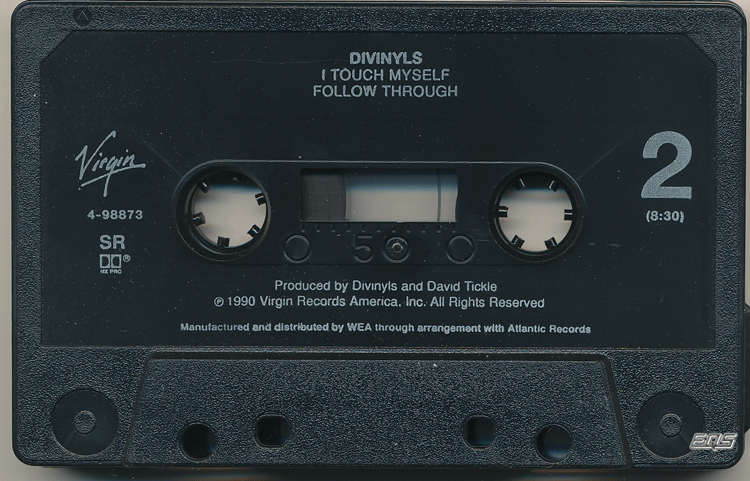 DIVINYLS
I TOUCH MYSELF
FOLLOW THROUGH
Virgin
2
4-98873
(8:30)
SR
DD®
HX PRO
50
Produced by Divinyls and David Tickle
℗ 1990 Virgin Records America, Inc. All Rights Reserved
Manufactured and distributed by WEA through arrangement with Atlantic Records